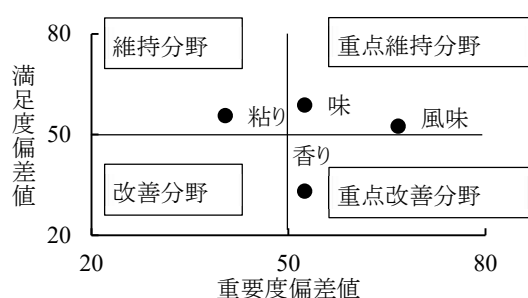 80
維持分野
重点維持分野
満足度偏差値
粘り
味
風味
50
香り
改善分野
重点改善分野
20
20
50
80
重要度偏差値